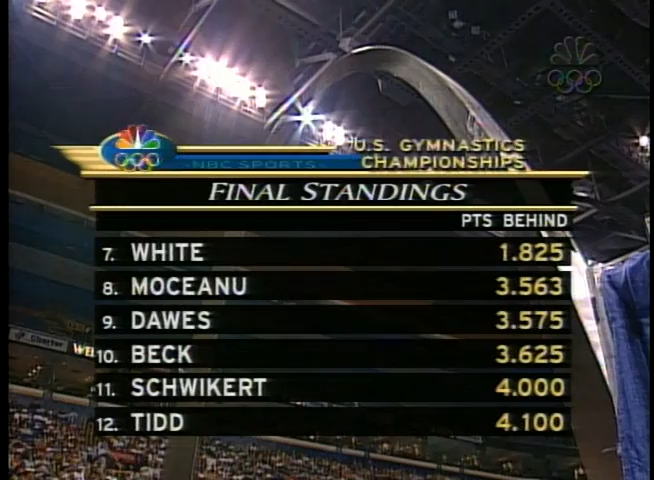 U.S. GYMNASTICS
NBC SPORTS
CHAMPIONSHIPS
FINAL STANDINGS
PTS BEHIND
7. WHITE 1.825
8. MOCEANU 3.563
9. DAWES 3.575
10. BECK 3.625
11. SCHWIKERT 4.000
12. TIDD 4.100
Charter